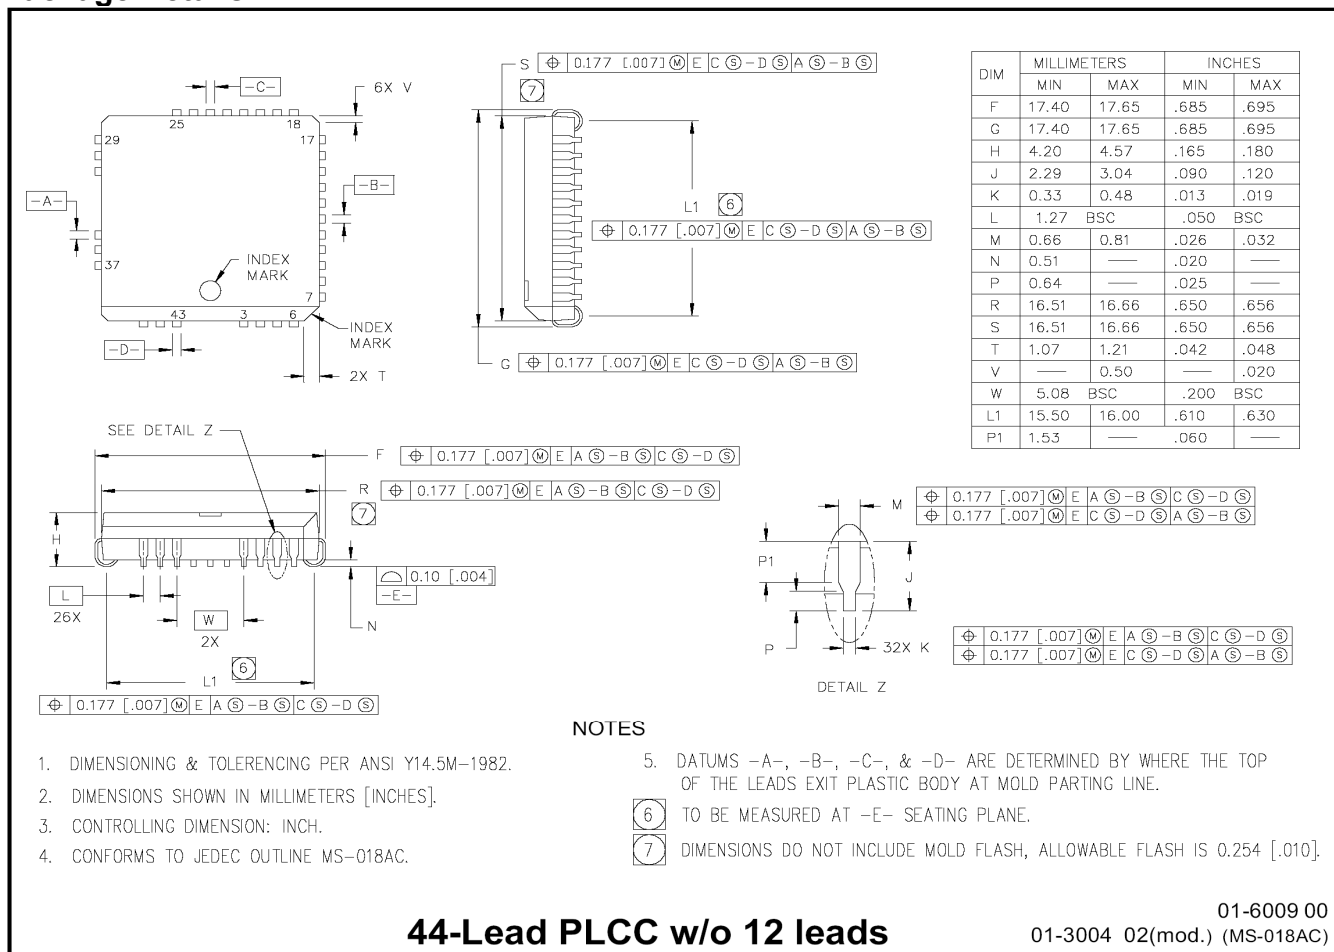 S ⌖ 0.177 [.007] Ⓜ E C Ⓢ -D Ⓢ A Ⓢ -B Ⓢ
7
-C-
6X V
25 18
29 17
-A-
-B-
37
INDEX
MARK
7
43 3 6
INDEX
MARK
-D-
2X T
L1 6
⌖ 0.177 [.007] Ⓜ E C Ⓢ -D Ⓢ A Ⓢ -B Ⓢ
G ⌖ 0.177 [.007] Ⓜ E C Ⓢ -D Ⓢ A Ⓢ -B Ⓢ
DIM MILLIMETERS INCHES
MIN MAX MIN MAX
F 17.40 17.65 .685 .695
G 17.40 17.65 .685 .695
H 4.20 4.57 .165 .180
J 2.29 3.04 .090 .120
K 0.33 0.48 .013 .019
L 1.27 BSC .050 BSC
M 0.66 0.81 .026 .032
N 0.51 — .020 —
P 0.64 — .025 —
R 16.51 16.66 .650 .656
S 16.51 16.66 .650 .656
T 1.07 1.21 .042 .048
V — 0.50 — .020
W 5.08 BSC .200 BSC
L1 15.50 16.00 .610 .630
P1 1.53 — .060 —
SEE DETAIL Z
F ⌖ 0.177 [.007] Ⓜ E A Ⓢ -B Ⓢ C Ⓢ -D Ⓢ
R ⌖ 0.177 [.007] Ⓜ E A Ⓢ -B Ⓢ C Ⓢ -D Ⓢ
7
H
0.10 [.004]
-E-
L
26X
W
2X
N
6
L1
⌖ 0.177 [.007] Ⓜ E A Ⓢ -B Ⓢ C Ⓢ -D Ⓢ
M
⌖ 0.177 [.007] Ⓜ E A Ⓢ -B Ⓢ C Ⓢ -D Ⓢ
⌖ 0.177 [.007] Ⓜ E C Ⓢ -D Ⓢ A Ⓢ -B Ⓢ
P1
J
P
32X K
⌖ 0.177 [.007] Ⓜ E A Ⓢ -B Ⓢ C Ⓢ -D Ⓢ
⌖ 0.177 [.007] Ⓜ E C Ⓢ -D Ⓢ A Ⓢ -B Ⓢ
DETAIL Z
NOTES
1. DIMENSIONING & TOLERENCING PER ANSI Y14.5M-1982.
2. DIMENSIONS SHOWN IN MILLIMETERS [INCHES].
3. CONTROLLING DIMENSION: INCH.
4. CONFORMS TO JEDEC OUTLINE MS-018AC.
5. DATUMS -A-, -B-, -C-, & -D- ARE DETERMINED BY WHERE THE TOP
OF THE LEADS EXIT PLASTIC BODY AT MOLD PARTING LINE.
6 TO BE MEASURED AT -E- SEATING PLANE.
7 DIMENSIONS DO NOT INCLUDE MOLD FLASH, ALLOWABLE FLASH IS 0.254 [.010].
44-Lead PLCC w/o 12 leads
01-6009 00
01-3004 02(mod.) (MS-018AC)